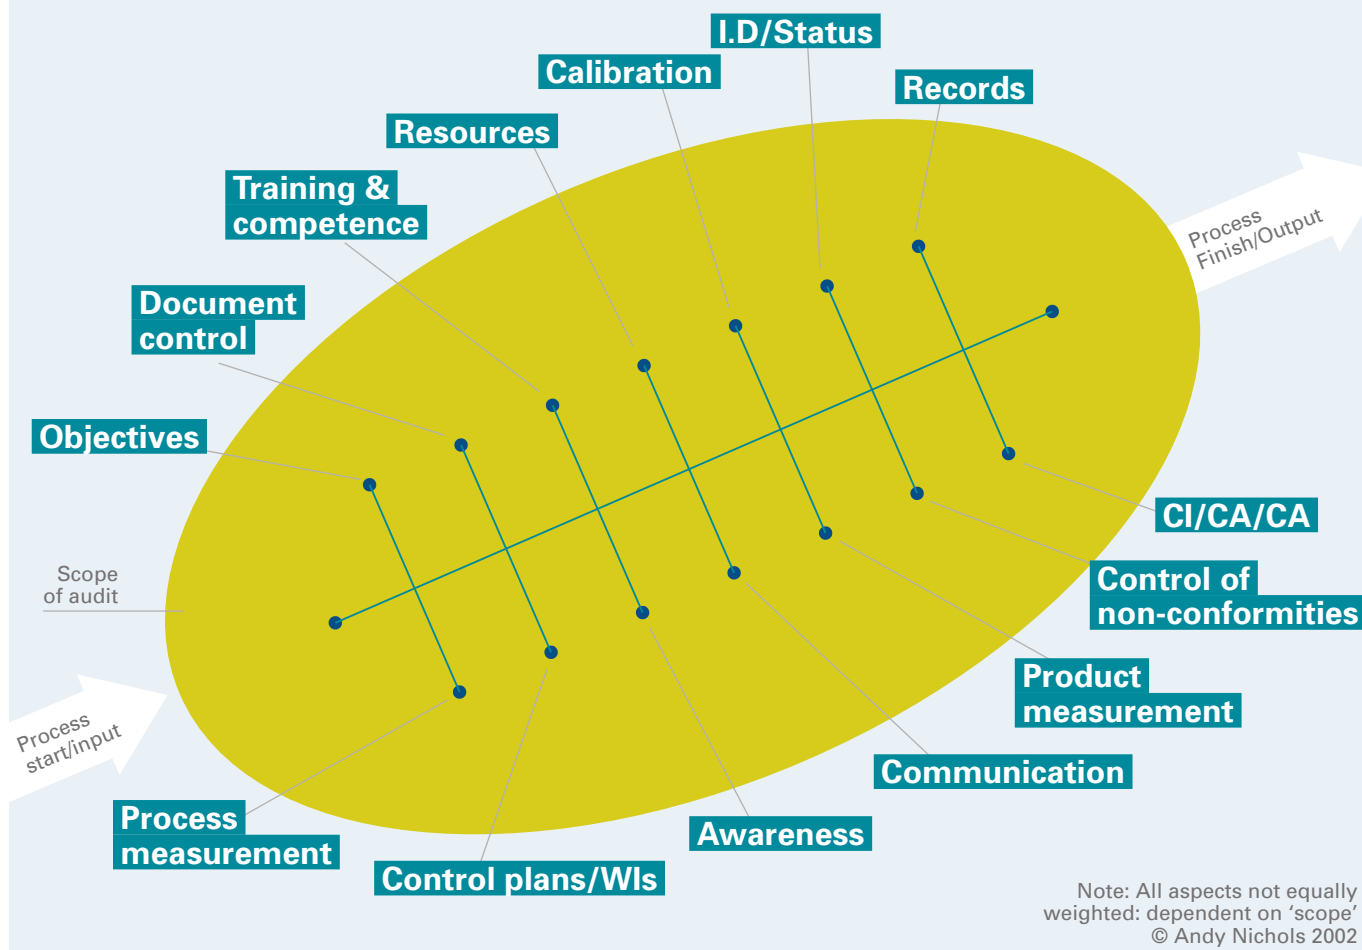 I.D/Status
Calibration
Records
Resources
Training &
competence
Process
Finish/Output
Document
control
Objectives
CI/CA/CA
Scope
of audit
Control of
non-conformities
Product
measurement
Process
start/input
Communication
Process
measurement
Awareness
Control plans/WIs
Note: All aspects not equally
weighted: dependent on ‘scope’
© Andy Nichols 2002